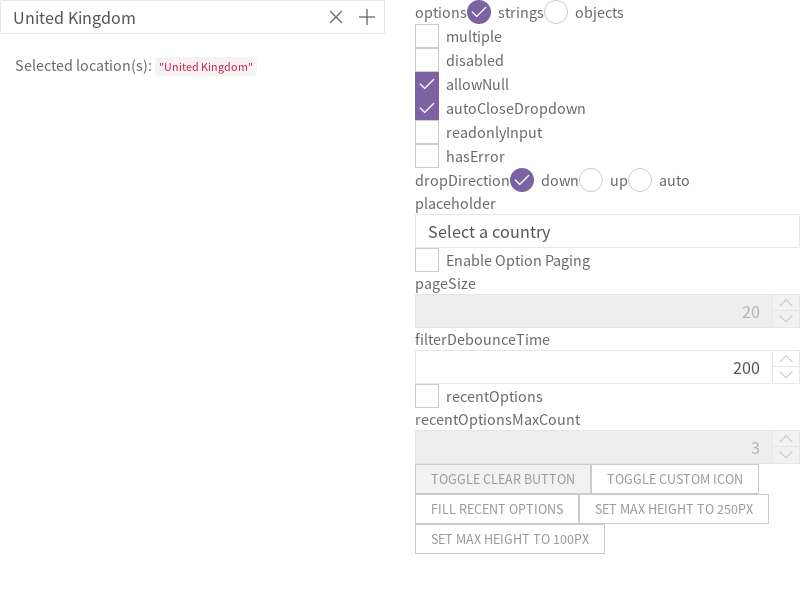 United Kingdom
Selected location(s): "United Kingdom"
options strings objects
multiple
disabled
allowNull
autoCloseDropdown
readonlyInput
hasError
dropDirection down up auto
placeholder
Select a country
Enable Option Paging
pageSize
20
filterDebounceTime
200
recentOptions
recentOptionsMaxCount
3
TOGGLE CLEAR BUTTON TOGGLE CUSTOM ICON
FILL RECENT OPTIONS SET MAX HEIGHT TO 250PX
SET MAX HEIGHT TO 100PX